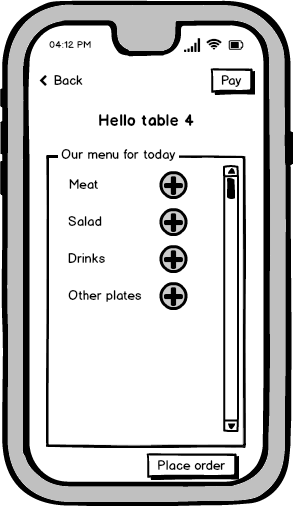 04:12 PM
Back
Pay
Hello table 4
Our menu for today
Meat
Salad
Drinks
Other plates
Place order